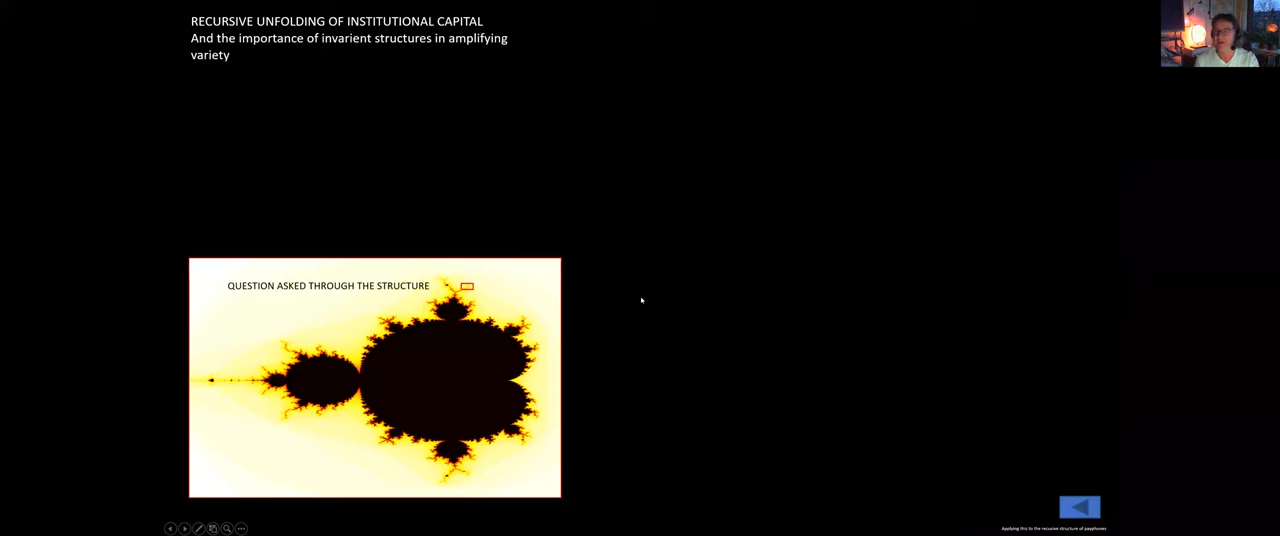 RECURSIVE UNFOLDING OF INSTITUTIONAL CAPITAL
And the importance of invarient structures in amplifying
variety
QUESTION ASKED THROUGH THE STRUCTURE
Applying this to the recusive structure of payphones